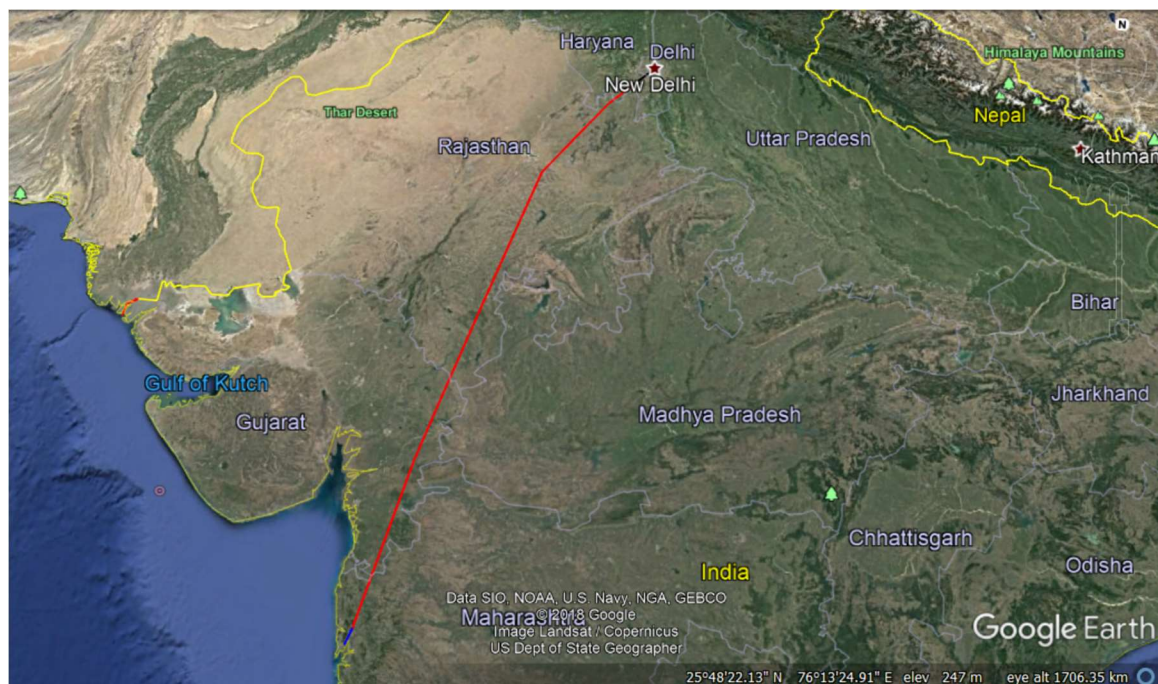 N
Haryana
Delhi
Himalaya Mountains
New Delhi
Thar Desert
Nepal
Rajasthan
Uttar Pradesh
Kathman
Bihar
Gulf of Kutch
Jharkhand
Madhya Pradesh
Gujarat
Chhattisgarh
India
Odisha
Data SIO, NOAA, U.S. Navy, NGA, GEBCO
© 2018 Google
Maharashtra
Image Landsat / Copernicus
US Dept of State Geographer
Google Earth
25°48'22.13" N 76°13'24.91" E elev 247 m eye alt 1706.35 km